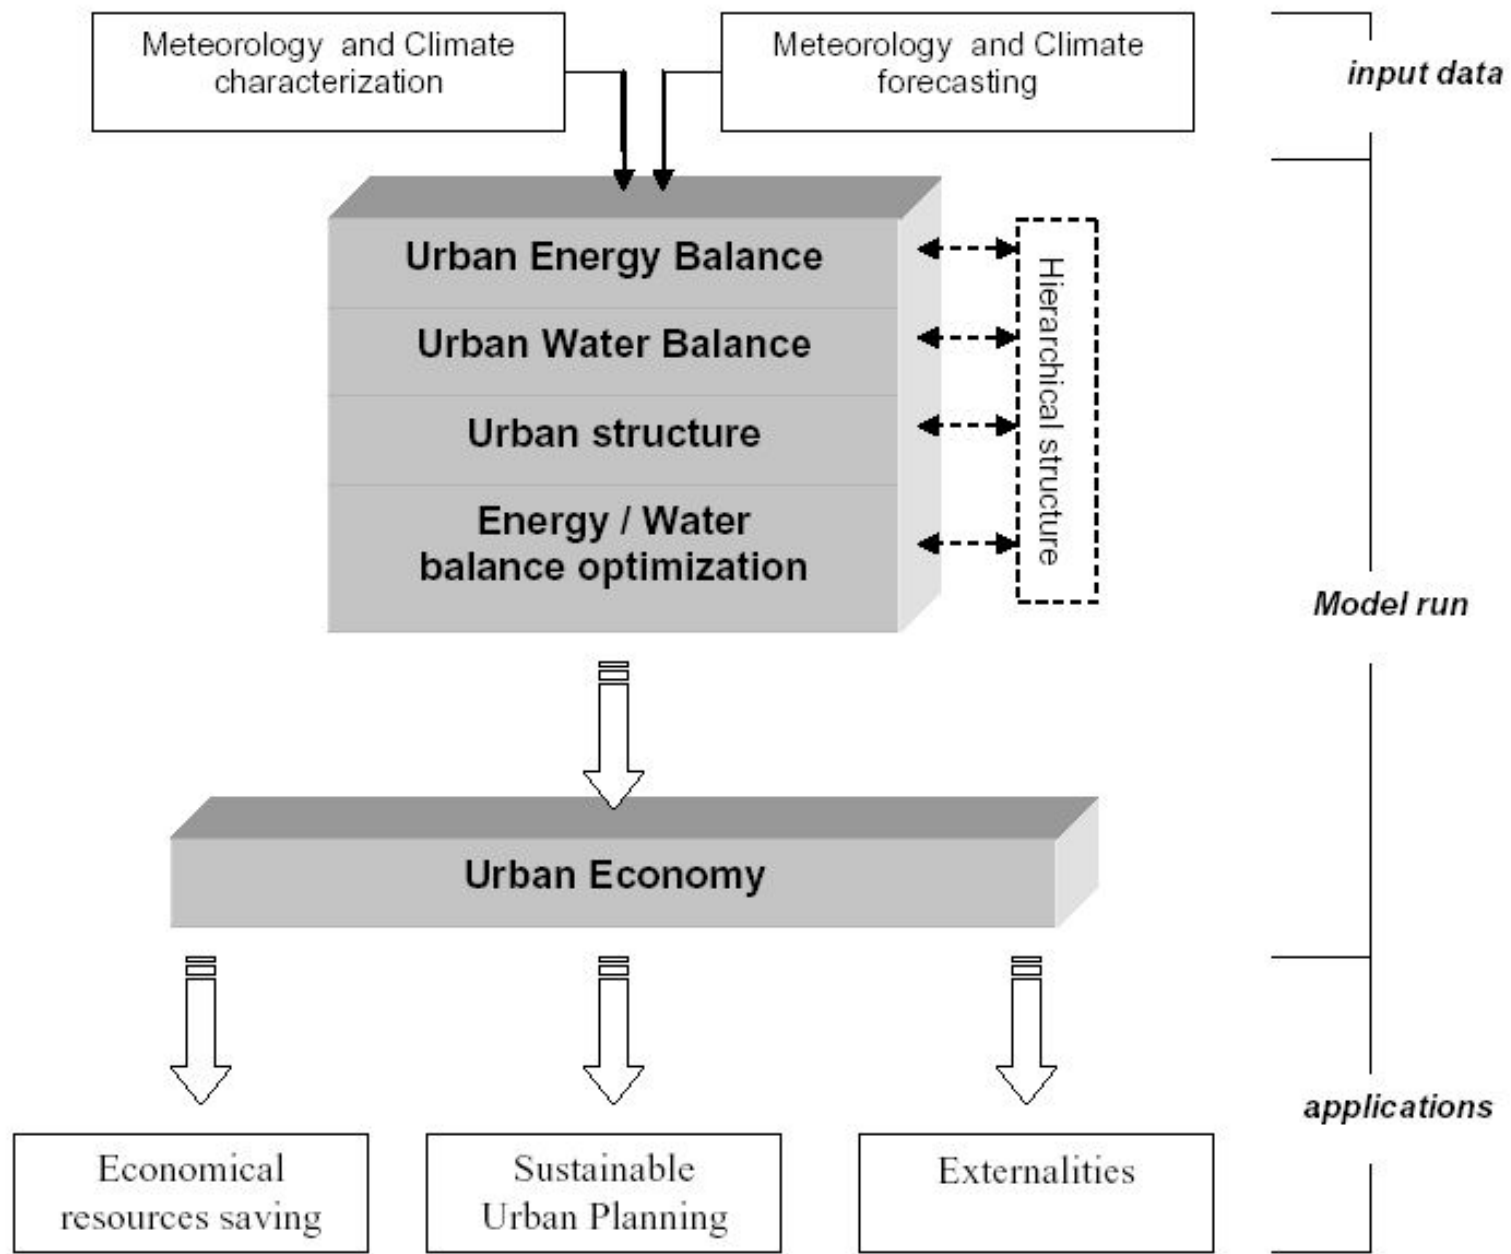 Meteorology and Climate
characterization
Meteorology and Climate
forecasting
input data
Urban Energy Balance
Urban Water Balance
Urban structure
Energy / Water
balance optimization
Hierarchical structure
Model run
Urban Economy
applications
Economical
resources saving
Sustainable
Urban Planning
Externalities